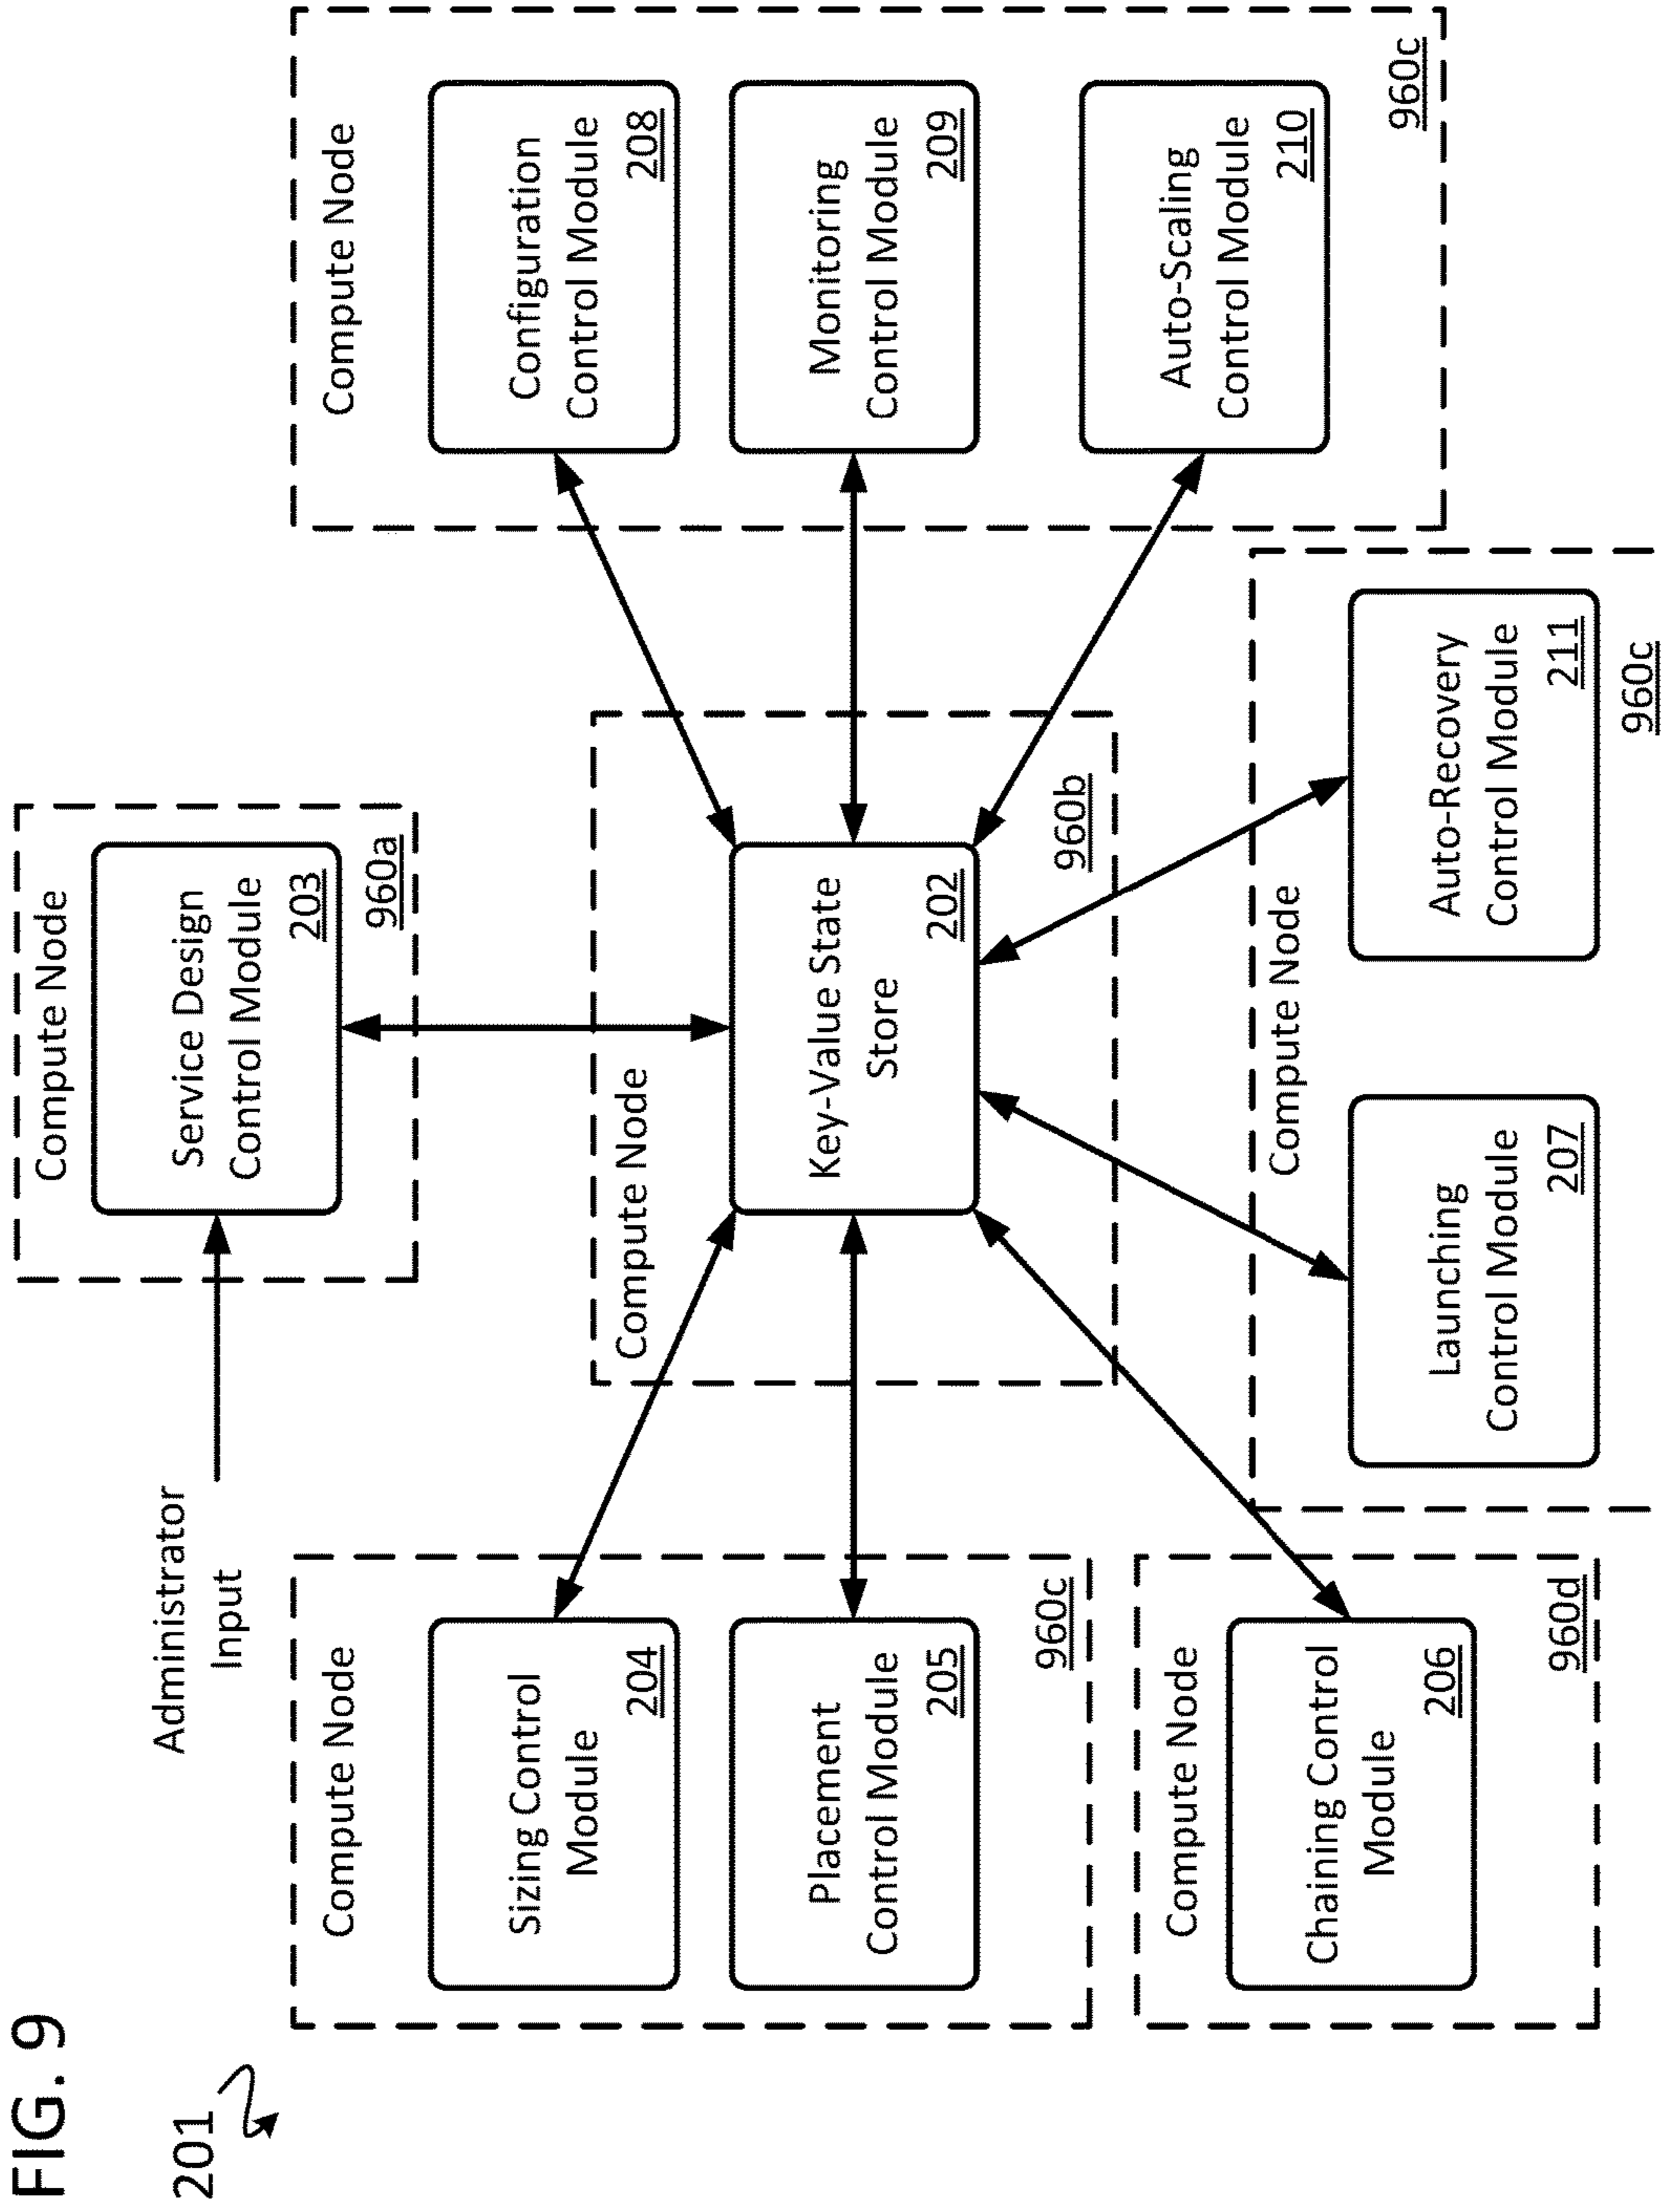 FIG. 9
201
Administrator
Input
Compute Node
Service Design
Control Module
203
960a
Compute Node
Sizing Control
Module
204
Placement
Control Module
205
960c
Compute Node
Key-Value State
Store
202
960b
Compute Node
Configuration
Control Module
208
Monitoring
Control Module
209
Auto-Scaling
Control Module
210
960c
Compute Node
Chaining Control
Module
206
960d
Compute Node
Launching
Control Module
207
Auto-Recovery
Control Module
211
960c